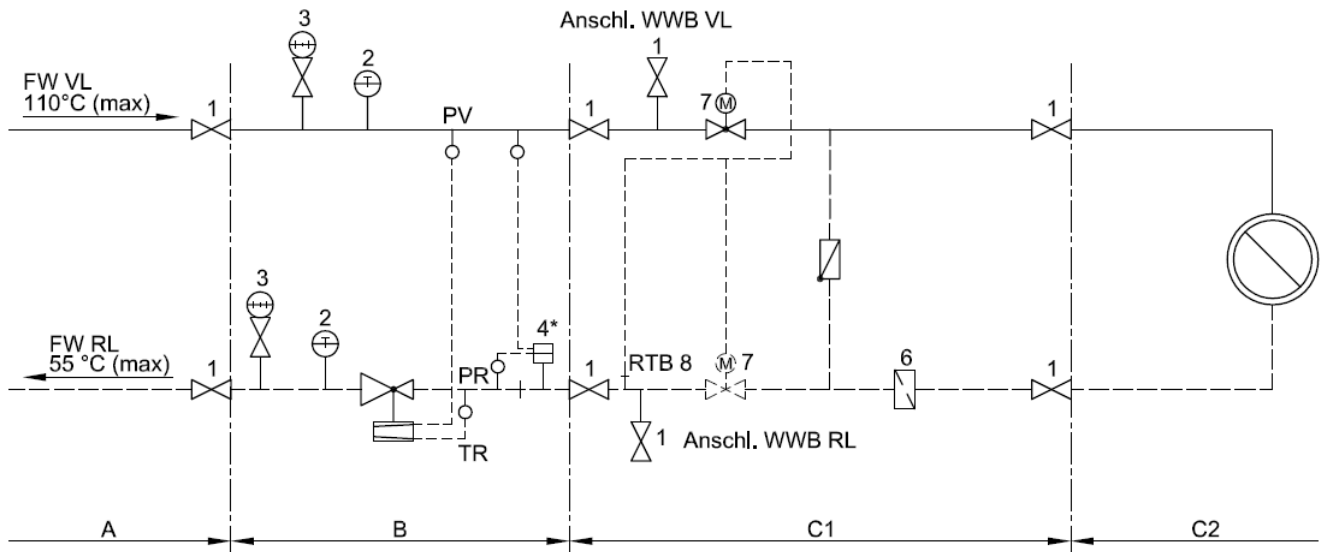 Anschl. WWB VL
3
2
1
FW VL
110°C (max)
1
PV
1
7 M
1
3
2
4*
FW RL
55 °C (max)
1
PR
1
RTB 8
M 7
6
1
TR
1 Anschl. WWB RL
A
B
C1
C2